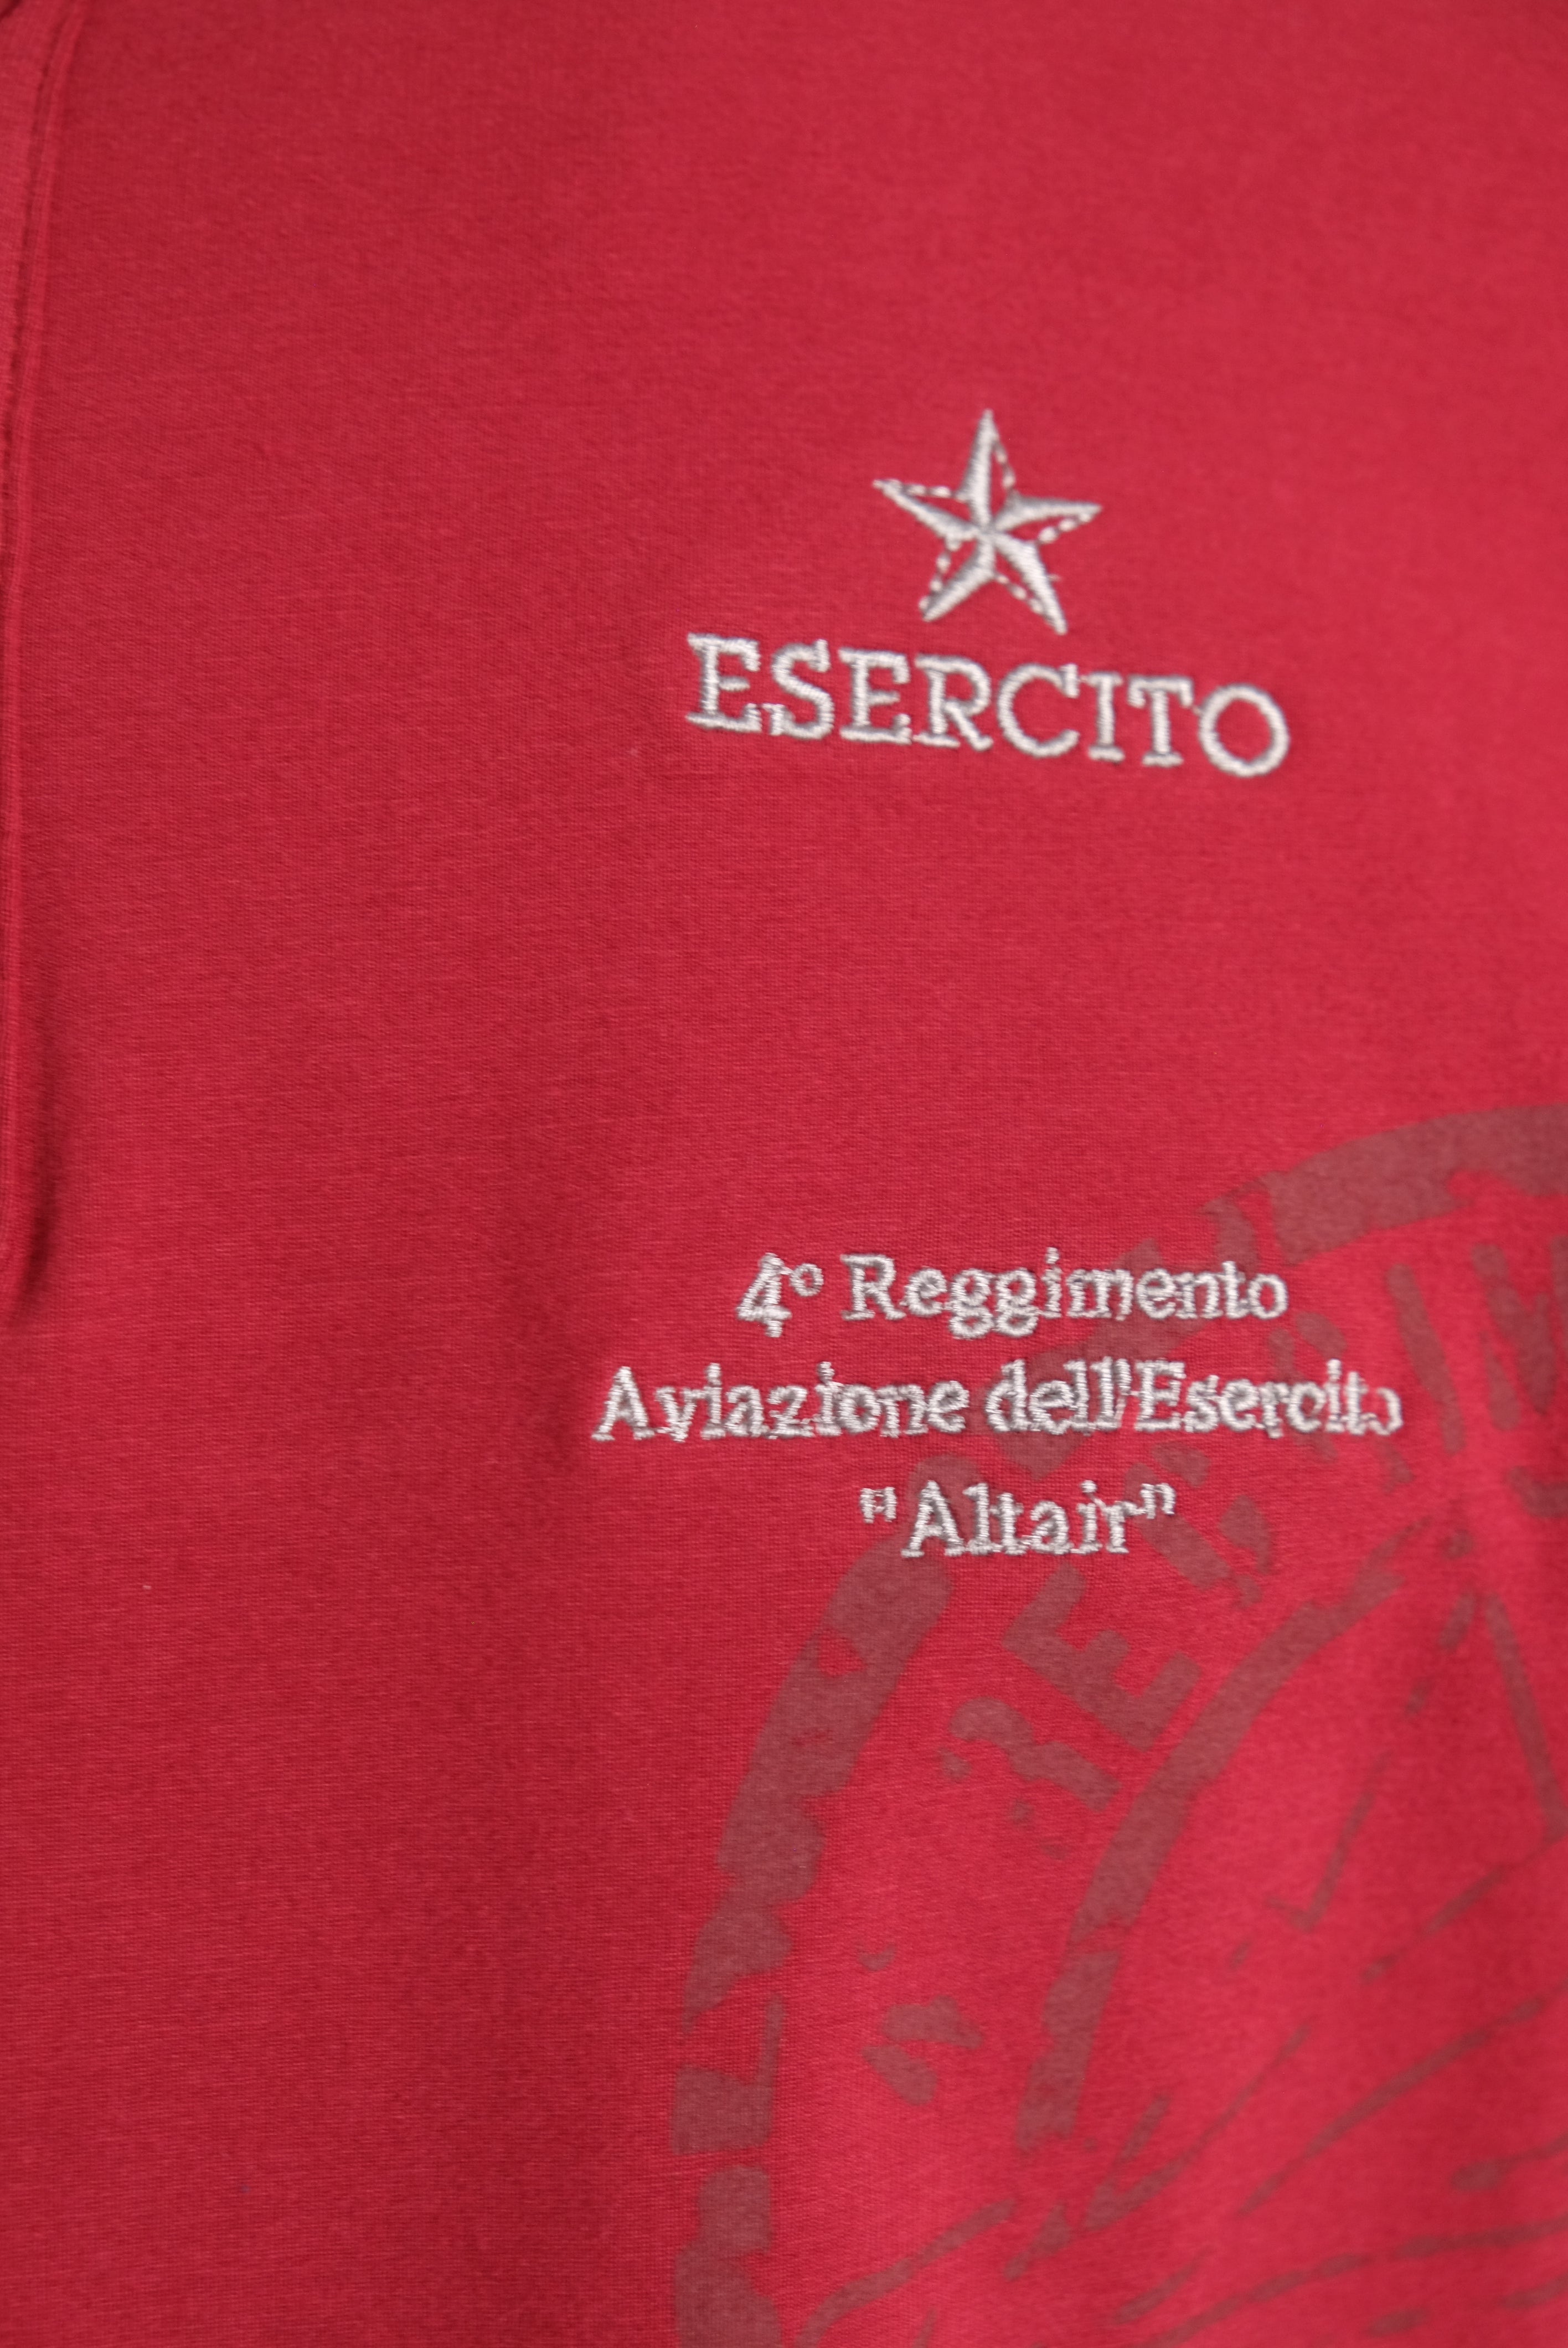 ESERCITO
4° Reggimento
Aviazione dell'Esercito
"Altair"